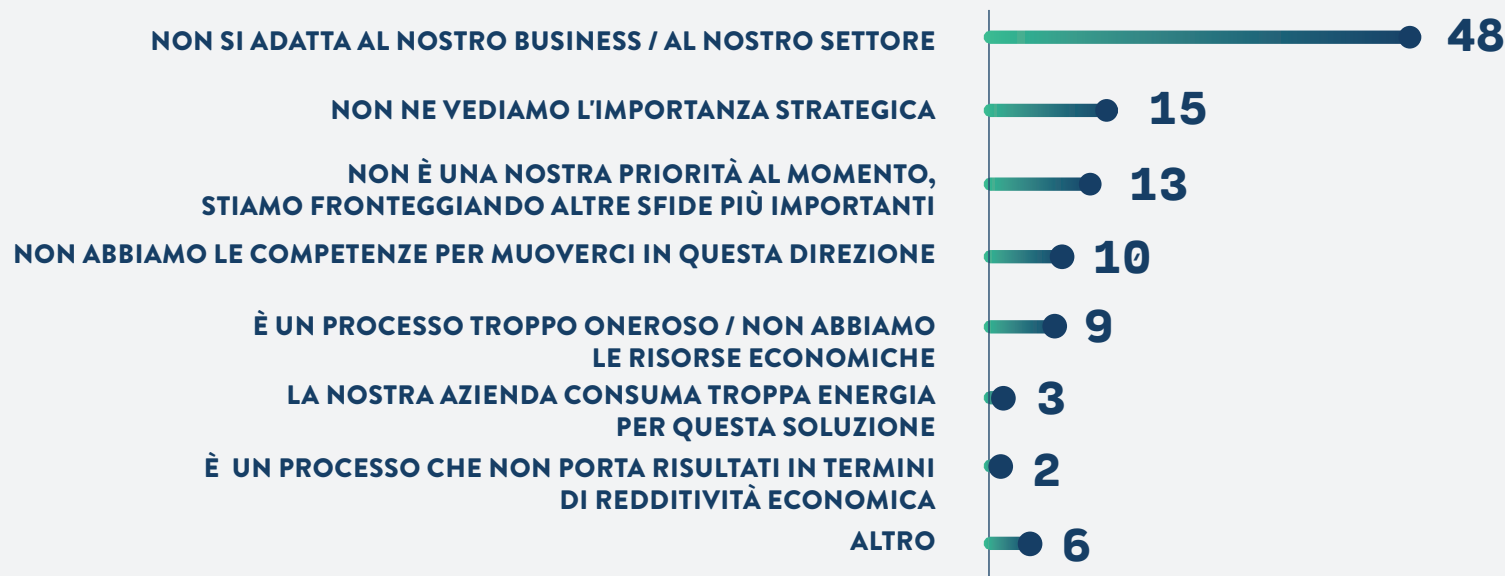 NON SI ADATTA AL NOSTRO BUSINESS / AL NOSTRO SETTORE 48
NON NE VEDIAMO L'IMPORTANZA STRATEGICA 15
NON È UNA NOSTRA PRIORITÀ AL MOMENTO,
STIAMO FRONTEGGIANDO ALTRE SFIDE PIÙ IMPORTANTI 13
NON ABBIAMO LE COMPETENZE PER MUOVERCI IN QUESTA DIREZIONE 10
È UN PROCESSO TROPPO ONEROSO / NON ABBIAMO
LE RISORSE ECONOMICHE 9
LA NOSTRA AZIENDA CONSUMA TROPPA ENERGIA
PER QUESTA SOLUZIONE 3
È UN PROCESSO CHE NON PORTA RISULTATI IN TERMINI
DI REDDITIVITÀ ECONOMICA 2
ALTRO 6